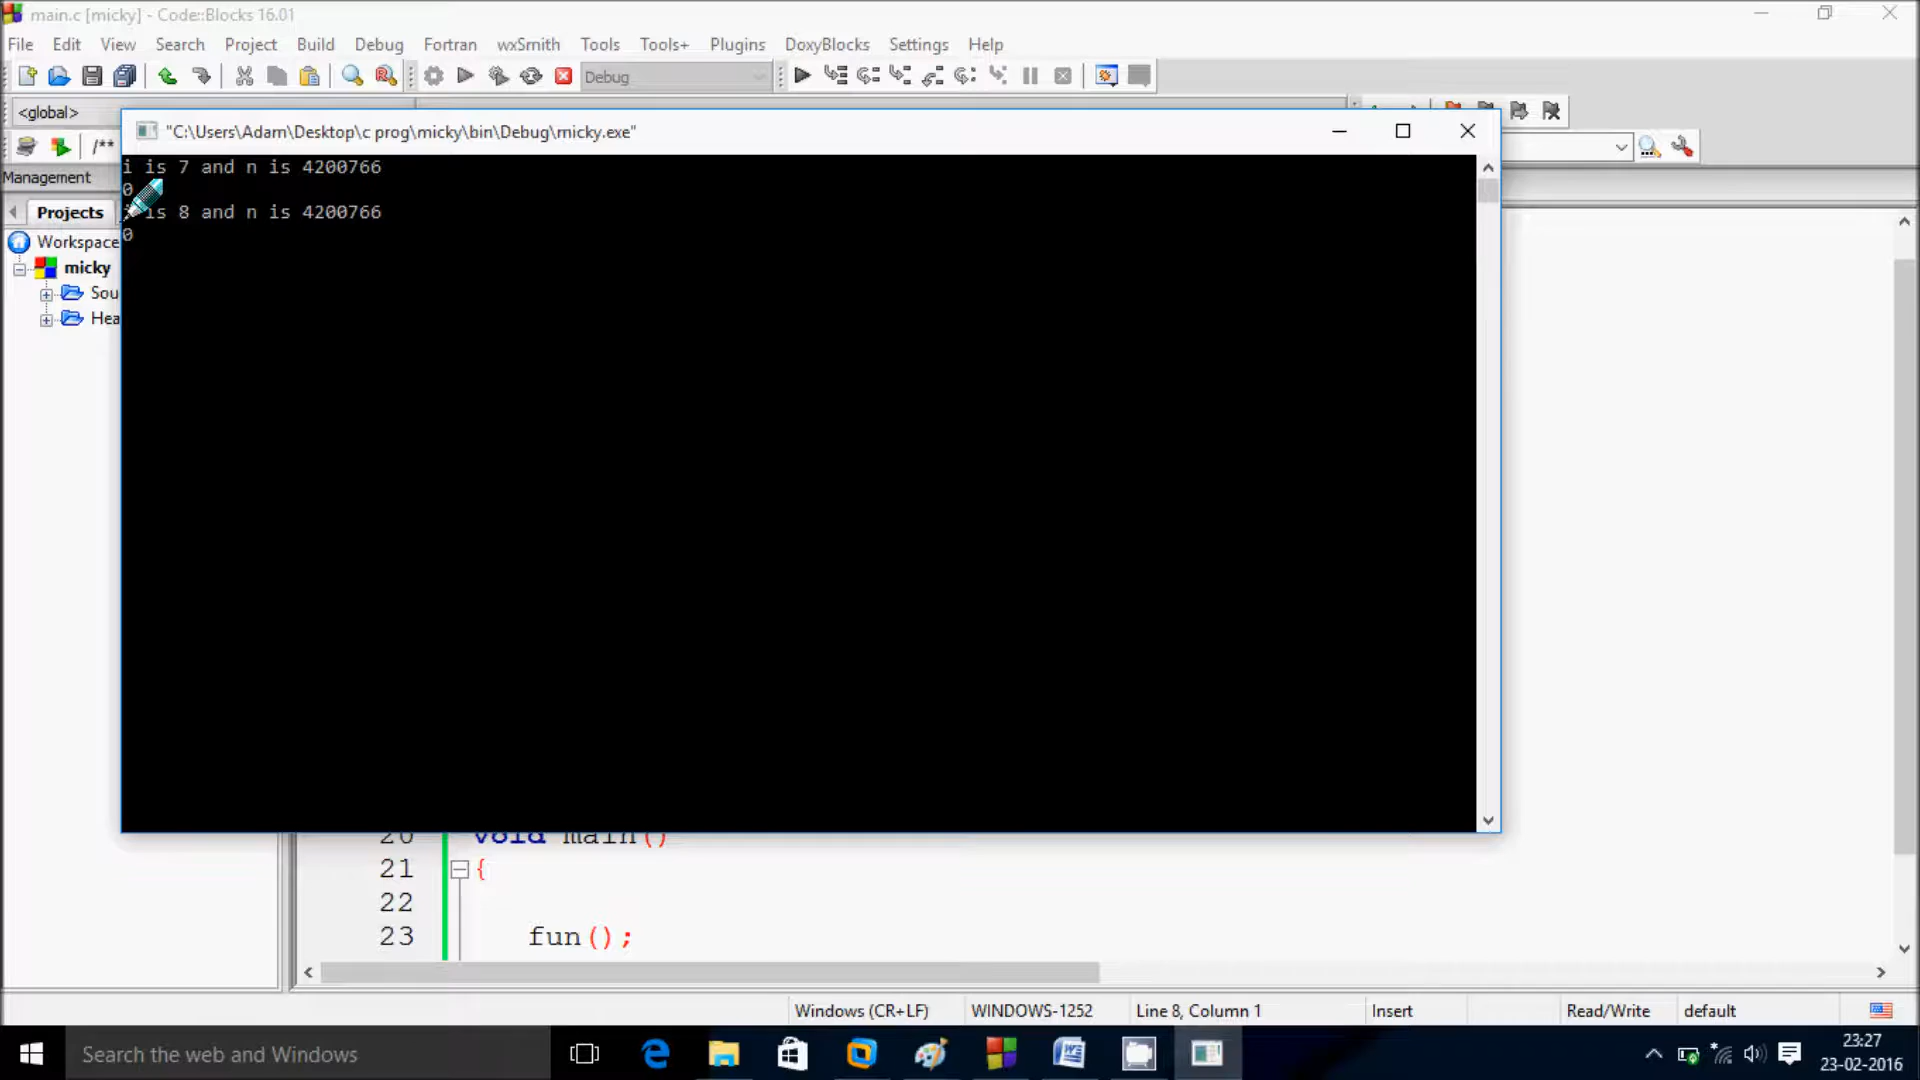 main.c [micky] - Code::Blocks 16.01
File Edit View Search Project Build Debug Fortran wxSmith Tools Tools+ Plugins DoxyBlocks Settings Help
Debug
<global>
"C:\Users\Adam\Desktop\c prog\micky\bin\Debug\micky.exe"
/**
Management
i is 7 and n is 4200766
0
is 8 and n is 4200766
0
Projects
Workspace
micky
Sou
Hea
20 void main()
21 {
22
23 fun();
Windows (CR+LF) WINDOWS-1252 Line 8, Column 1 Insert Read/Write default
Search the web and Windows
23:27
23-02-2016